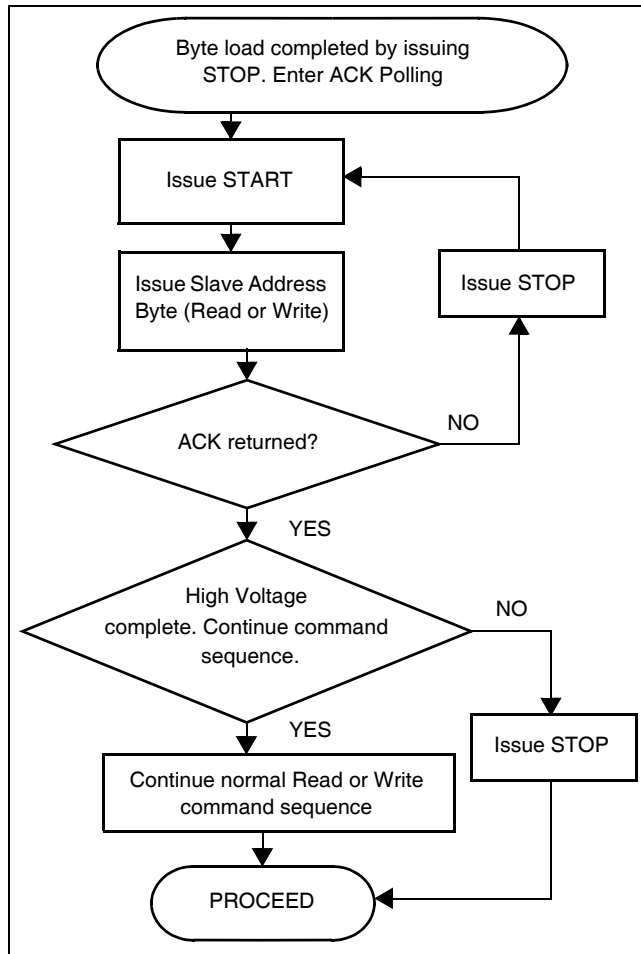 Byte load completed by issuing
STOP. Enter ACK Polling
Issue START
Issue Slave Address
Byte (Read or Write)
Issue STOP
ACK returned?
NO
YES
High Voltage
complete. Continue command
sequence.
NO
YES
Issue STOP
Continue normal Read or Write
command sequence
PROCEED